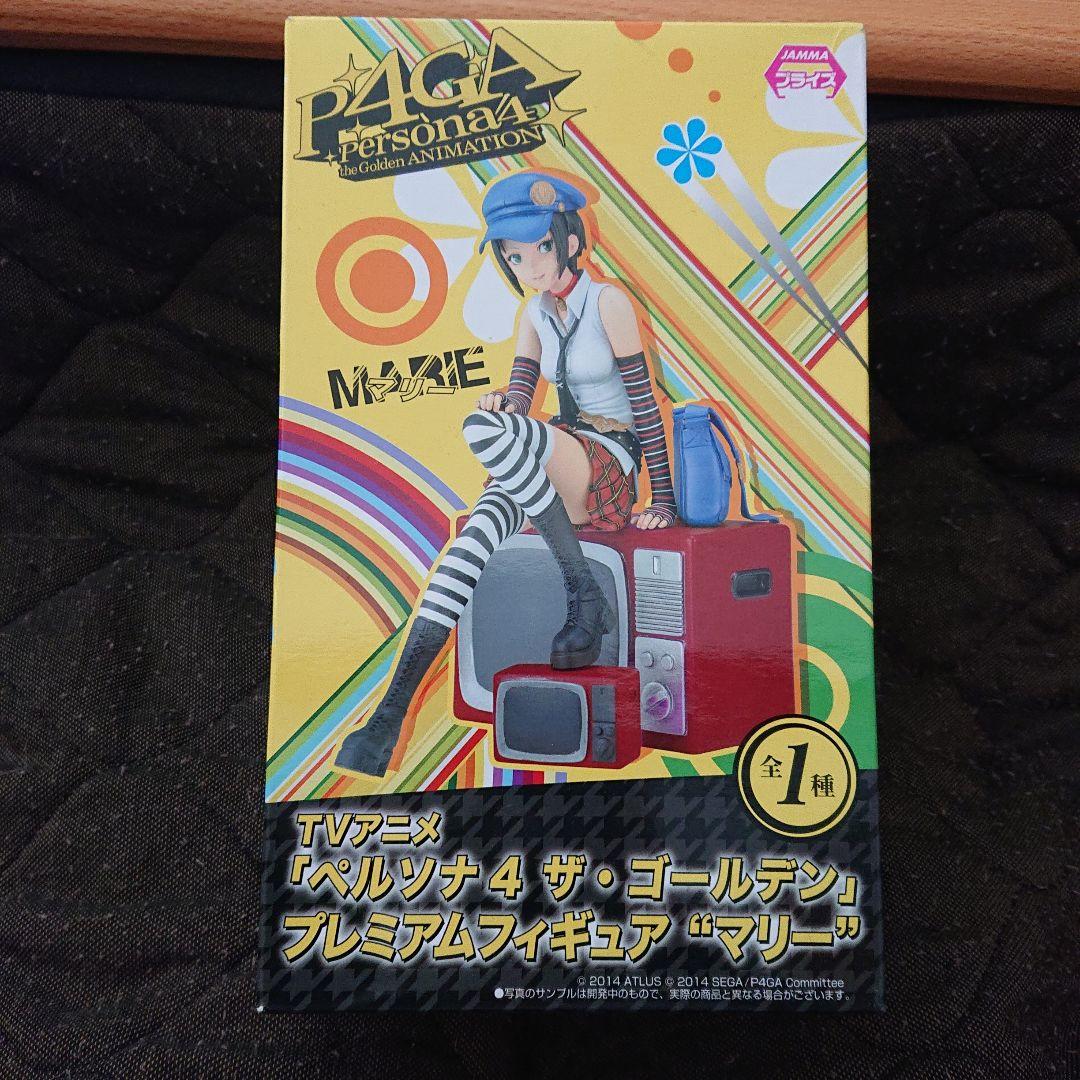 P4GA
Persona4
the Golden ANIMATION
JAMMA
プライズ
MARIE
マリー
全1種
TVアニメ
「ペルソナ4 ザ・ゴールデン」
プレミアムフィギュア “マリー”
© 2014 ATLUS © 2014 SEGA/P4GA Committee
●写真のサンプルは開発中のもので、実際の商品と異なる場合がございます。